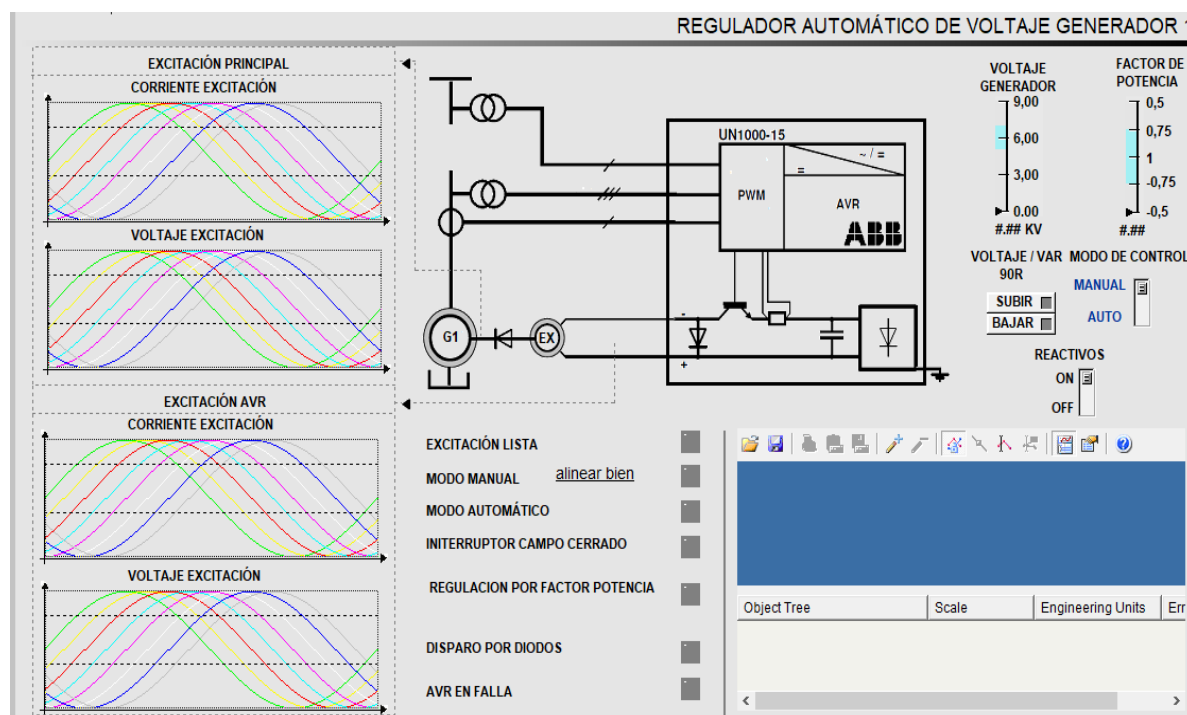 REGULADOR AUTOMÁTICO DE VOLTAJE GENERADOR 1
EXCITACIÓN PRINCIPAL
CORRIENTE EXCITACIÓN
VOLTAJE EXCITACIÓN
EXCITACIÓN AVR
CORRIENTE EXCITACIÓN
VOLTAJE EXCITACIÓN
UN1000-15
~ / =
=
PWM
AVR
ABB
G1
EX
-
+
VOLTAJE
GENERADOR
9,00
6,00
3,00
0.00
#.## KV
FACTOR DE
POTENCIA
0,5
0,75
1
-0,75
-0,5
#.##
VOLTAJE / VAR
90R
SUBIR
BAJAR
MODO DE CONTROL
MANUAL
AUTO
REACTIVOS
ON
OFF
EXCITACIÓN LISTA
MODO MANUAL
alinear bien
MODO AUTOMÁTICO
INITERRUPTOR CAMPO CERRADO
REGULACION POR FACTOR POTENCIA
DISPARO POR DIODOS
AVR EN FALLA
Object Tree
Scale
Engineering Units
Err